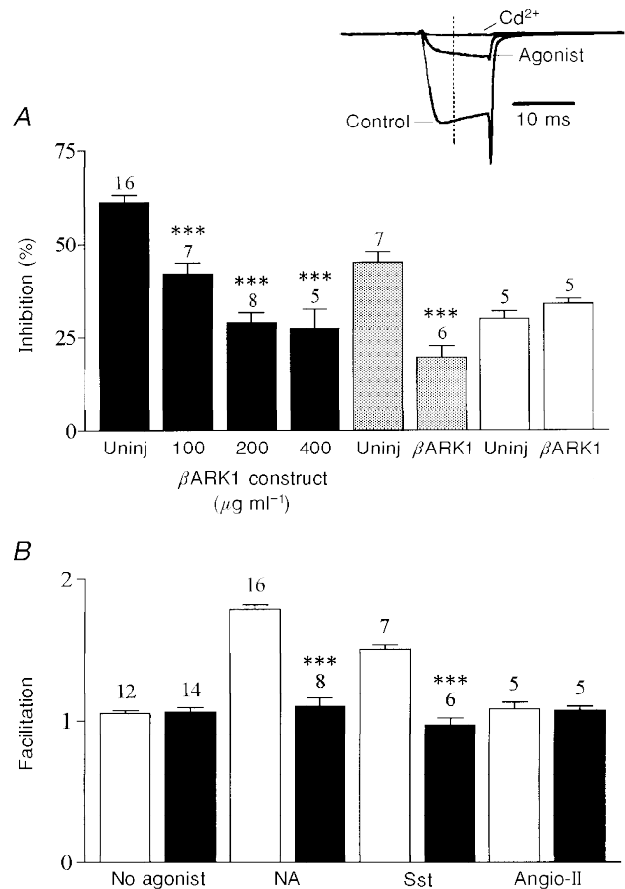 Cd²⁺
Agonist
Control
10 ms
A
75
50
25
0
Inhibition (%)
16
***
7
***
8
***
5
7
***
6
5
5
Uninj 100 200 400 Uninj βARK1 Uninj βARK1
βARK1 construct
(μg ml⁻¹)
B
2
1
0
Facilitation
12
14
16
***
8
7
***
6
5
5
No agonist NA Sst Angio-II